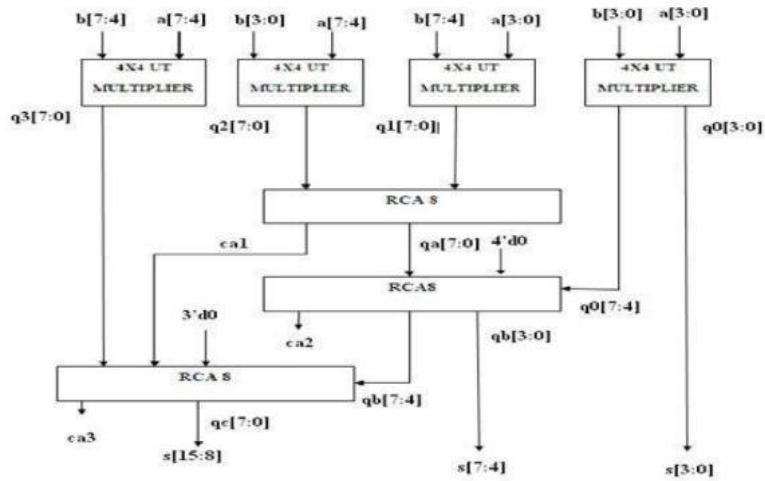 b[7:4] a[7:4] b[3:0] a[7:4] b[7:4] a[3:0] b[3:0] a[3:0]
4X4 UT MULTIPLIER
4X4 UT MULTIPLIER
4X4 UT MULTIPLIER
4X4 UT MULTIPLIER
q3[7:0] q2[7:0] q1[7:0] q0[3:0]
RCA 8
ca1 qa[7:0] 4'd0
RCA8
q0[7:4]
3'd0 ca2 qb[3:0]
RCA 8
qb[7:4]
ca3 qc[7:0]
s[15:8] s[7:4] s[3:0]